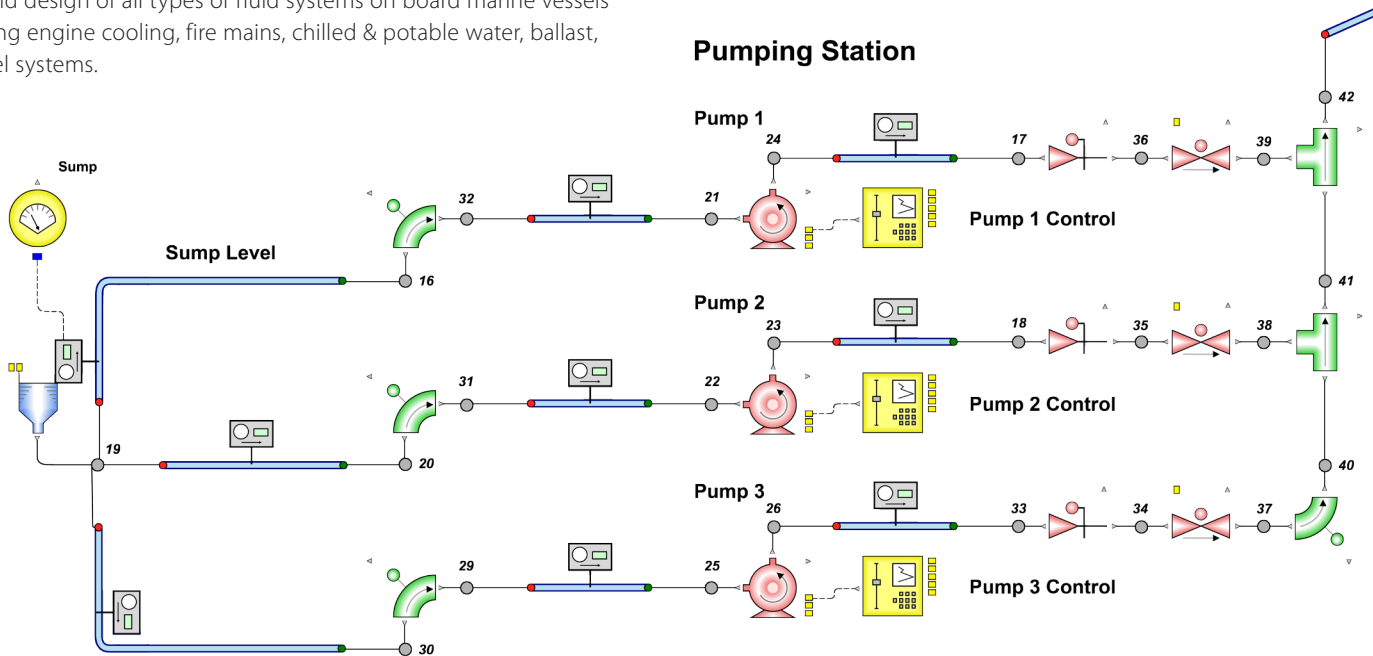 d design of all types of fluid systems on board marine vessels
ng engine cooling, fire mains, chilled & potable water, ballast,
el systems.
Pumping Station
42
Pump 1
24
17
36
39
Sump
32
21
Pump 1 Control
Sump Level
16
41
Pump 2
23
18
35
38
31
22
Pump 2 Control
19
20
40
Pump 3
26
33
34
37
29
25
Pump 3 Control
30